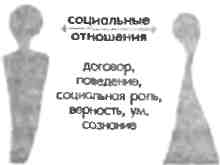 социальные
отношения
договор,
поведение,
социальная роль,
верность, ум,
сознание